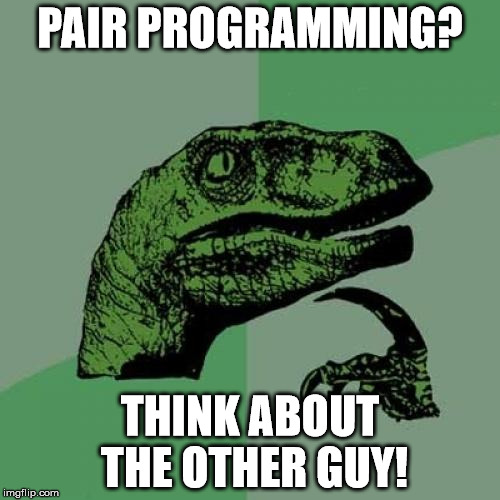 PAIR PROGRAMMING?
THINK ABOUT
THE OTHER GUY!
imgflip.com